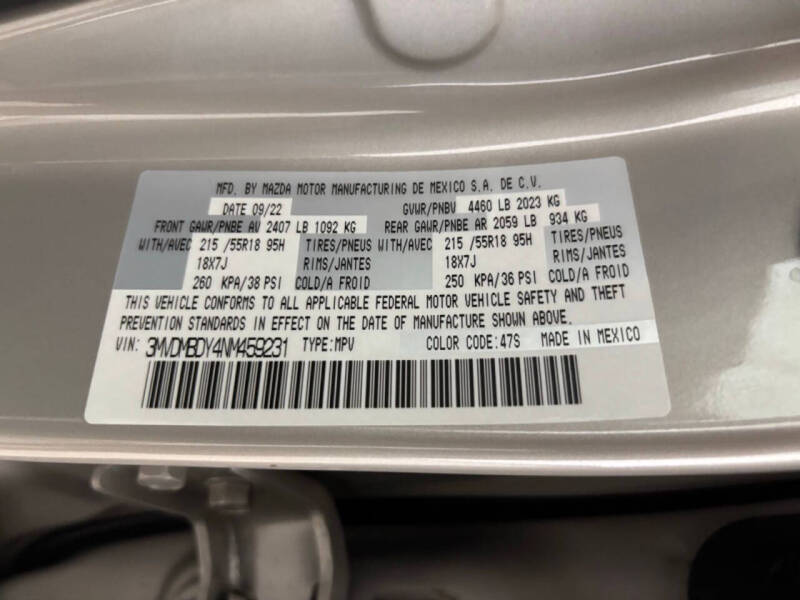 MFD. BY MAZDA MOTOR MANUFACTURING DE MEXICO S.A. DE C.V.
DATE 09/22 GVWR/PNBV 4460 LB 2023 KG
FRONT GAWR/PNBE AV 2407 LB 1092 KG REAR GAWR/PNBE AR 2059 LB 934 KG
WITH/AVEC 215 /55R18 95H TIRES/PNEUS WITH/AVEC 215 /55R18 95H TIRES/PNEUS
18X7J RIMS/JANTES 18X7J RIMS/JANTES
260 KPA/38 PSI COLD/A FROID 250 KPA/36 PSI COLD/A FROID
THIS VEHICLE CONFORMS TO ALL APPLICABLE FEDERAL MOTOR VEHICLE SAFETY AND THEFT
PREVENTION STANDARDS IN EFFECT ON THE DATE OF MANUFACTURE SHOWN ABOVE.
VIN: 3MVDMBDY4NM459231 TYPE:MPV COLOR CODE:47S MADE IN MEXICO